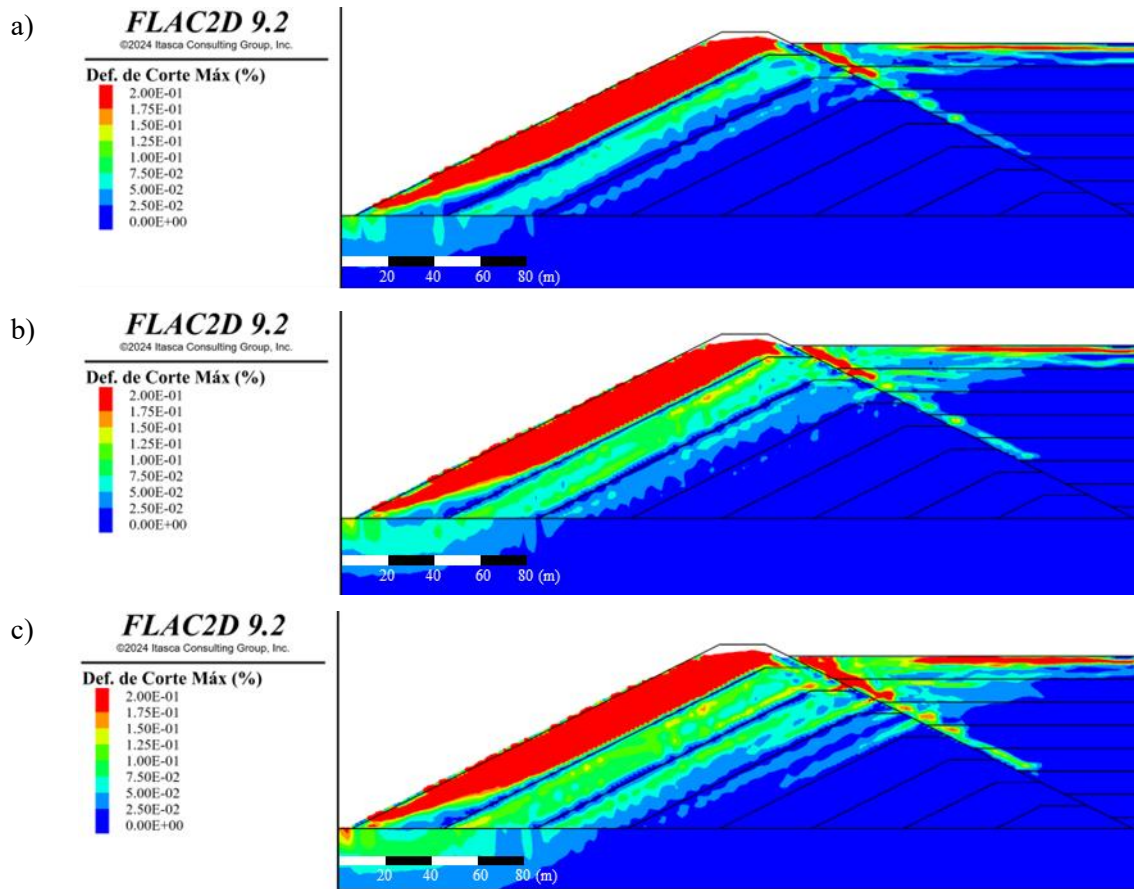 a)
FLAC2D 9.2
©2024 Itasca Consulting Group, Inc.
Def. de Corte Máx (%)
2.00E-01
1.75E-01
1.50E-01
1.25E-01
1.00E-01
7.50E-02
5.00E-02
2.50E-02
0.00E+00
20 40 60 80 (m)
b)
FLAC2D 9.2
©2024 Itasca Consulting Group, Inc.
Def. de Corte Máx (%)
2.00E-01
1.75E-01
1.50E-01
1.25E-01
1.00E-01
7.50E-02
5.00E-02
2.50E-02
0.00E+00
20 40 60 80 (m)
c)
FLAC2D 9.2
©2024 Itasca Consulting Group, Inc.
Def. de Corte Máx (%)
2.00E-01
1.75E-01
1.50E-01
1.25E-01
1.00E-01
7.50E-02
5.00E-02
2.50E-02
0.00E+00
20 40 60 80 (m)